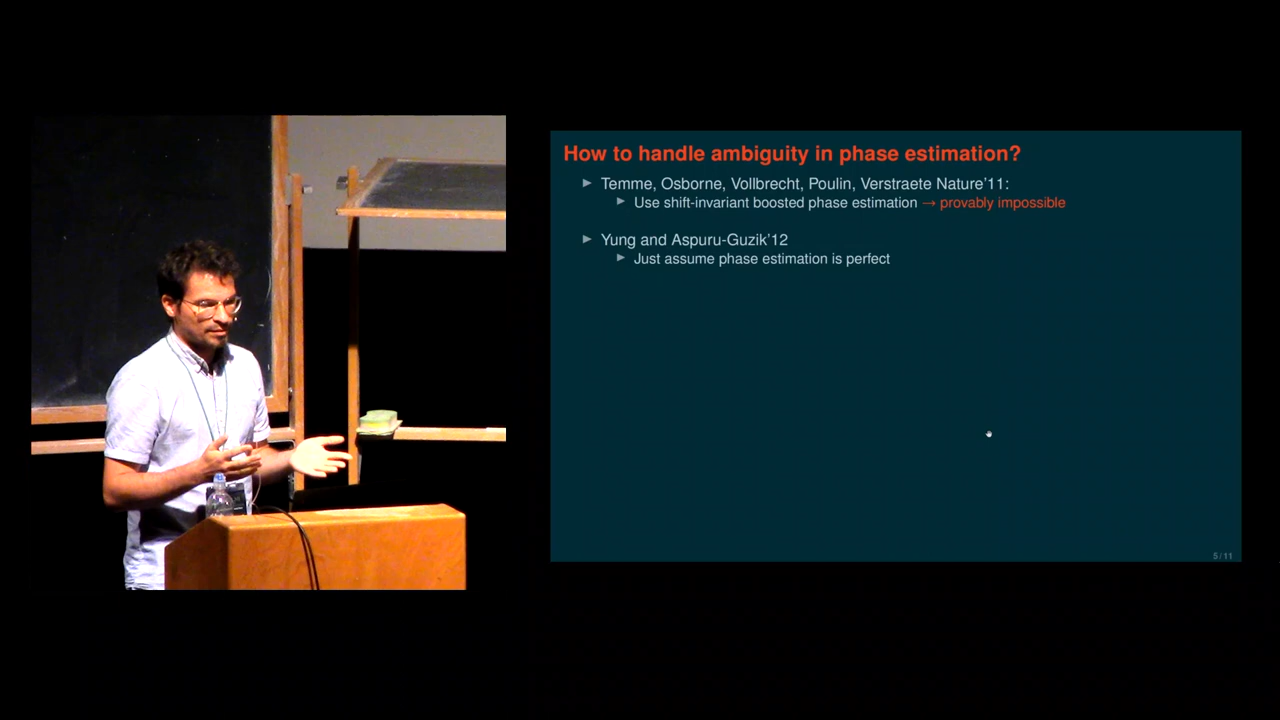 How to handle ambiguity in phase estimation?
▶ Temme, Osborne, Vollbrecht, Poulin, Verstraete Nature'11:
▶ Use shift-invariant boosted phase estimation → provably impossible
▶ Yung and Aspuru-Guzik'12
▶ Just assume phase estimation is perfect
5 / 11